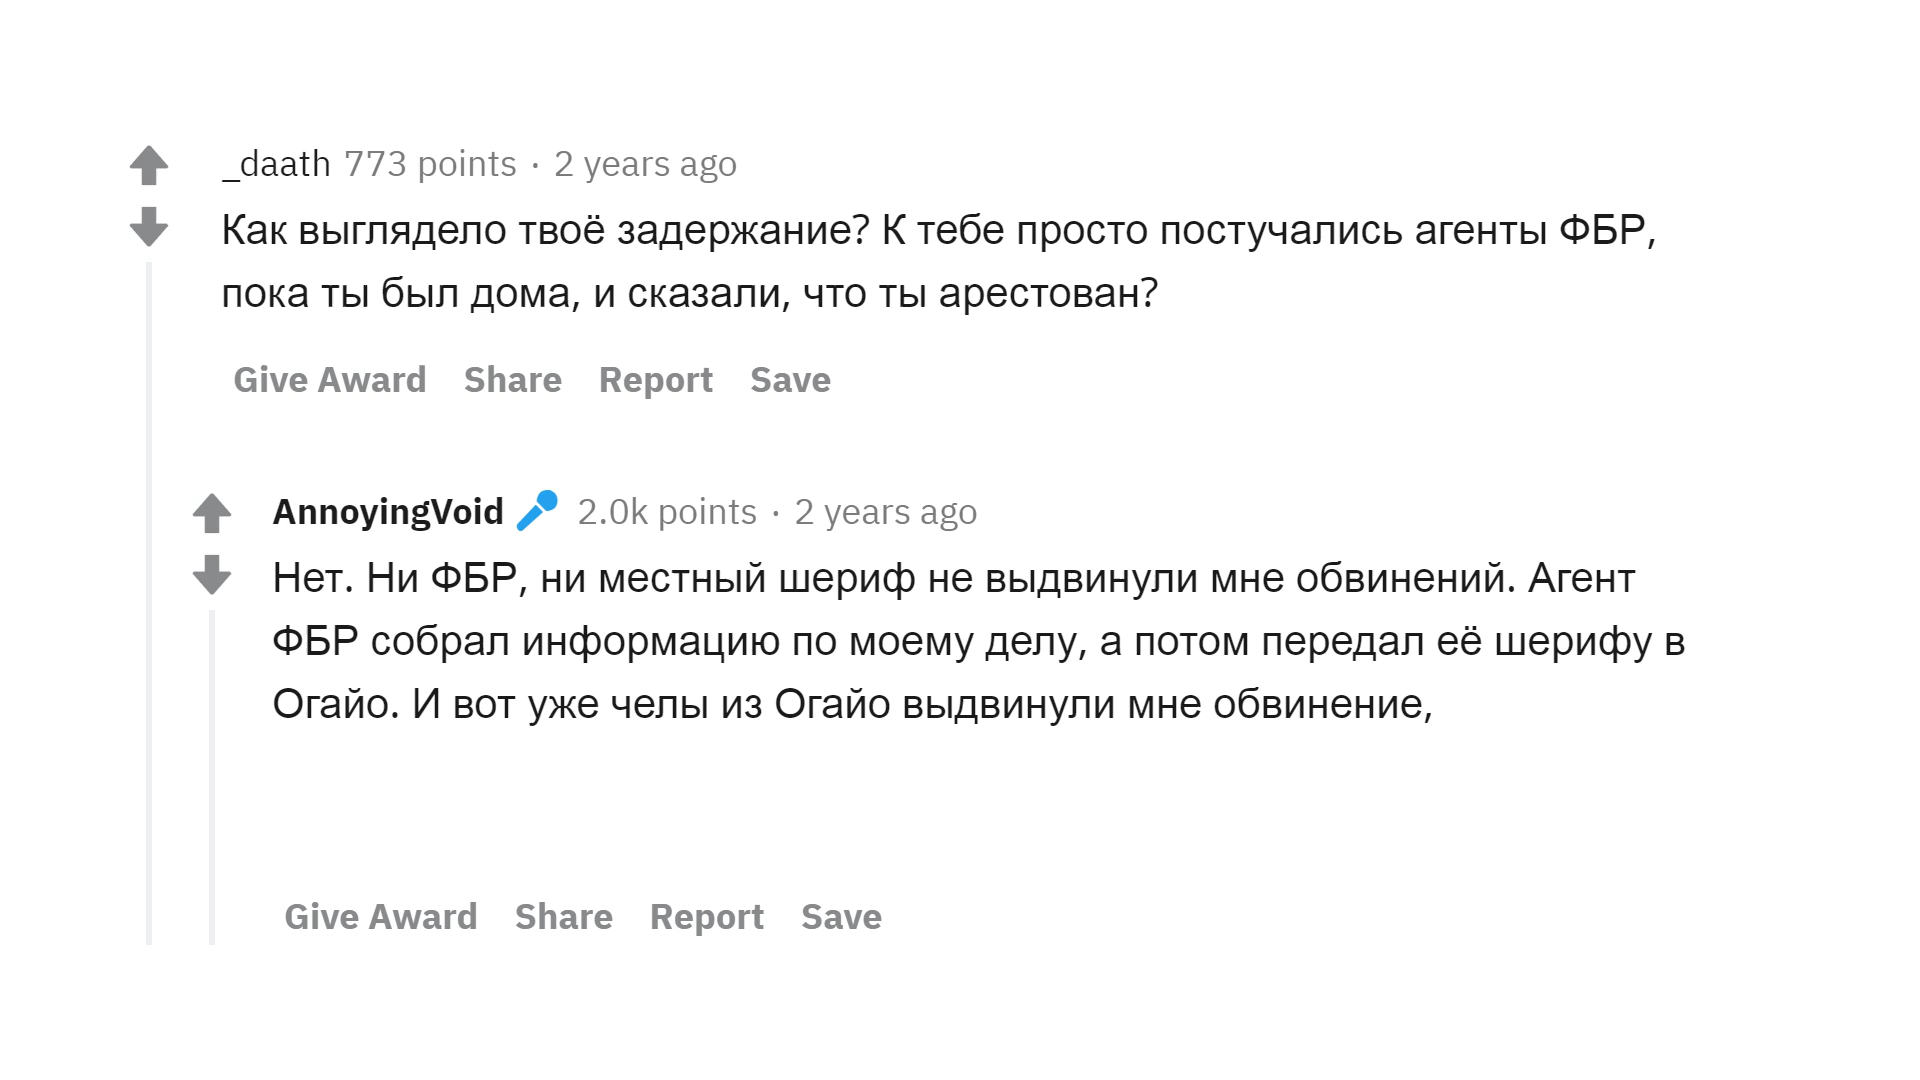 _daath 773 points · 2 years ago
Как выглядело твоё задержание? К тебе просто постучались агенты ФБР,
пока ты был дома, и сказали, что ты арестован?
Give Award Share Report Save
AnnoyingVoid 2.0k points · 2 years ago
Нет. Ни ФБР, ни местный шериф не выдвинули мне обвинений. Агент
ФБР собрал информацию по моему делу, а потом передал её шерифу в
Огайо. И вот уже челы из Огайо выдвинули мне обвинение,
Give Award Share Report Save